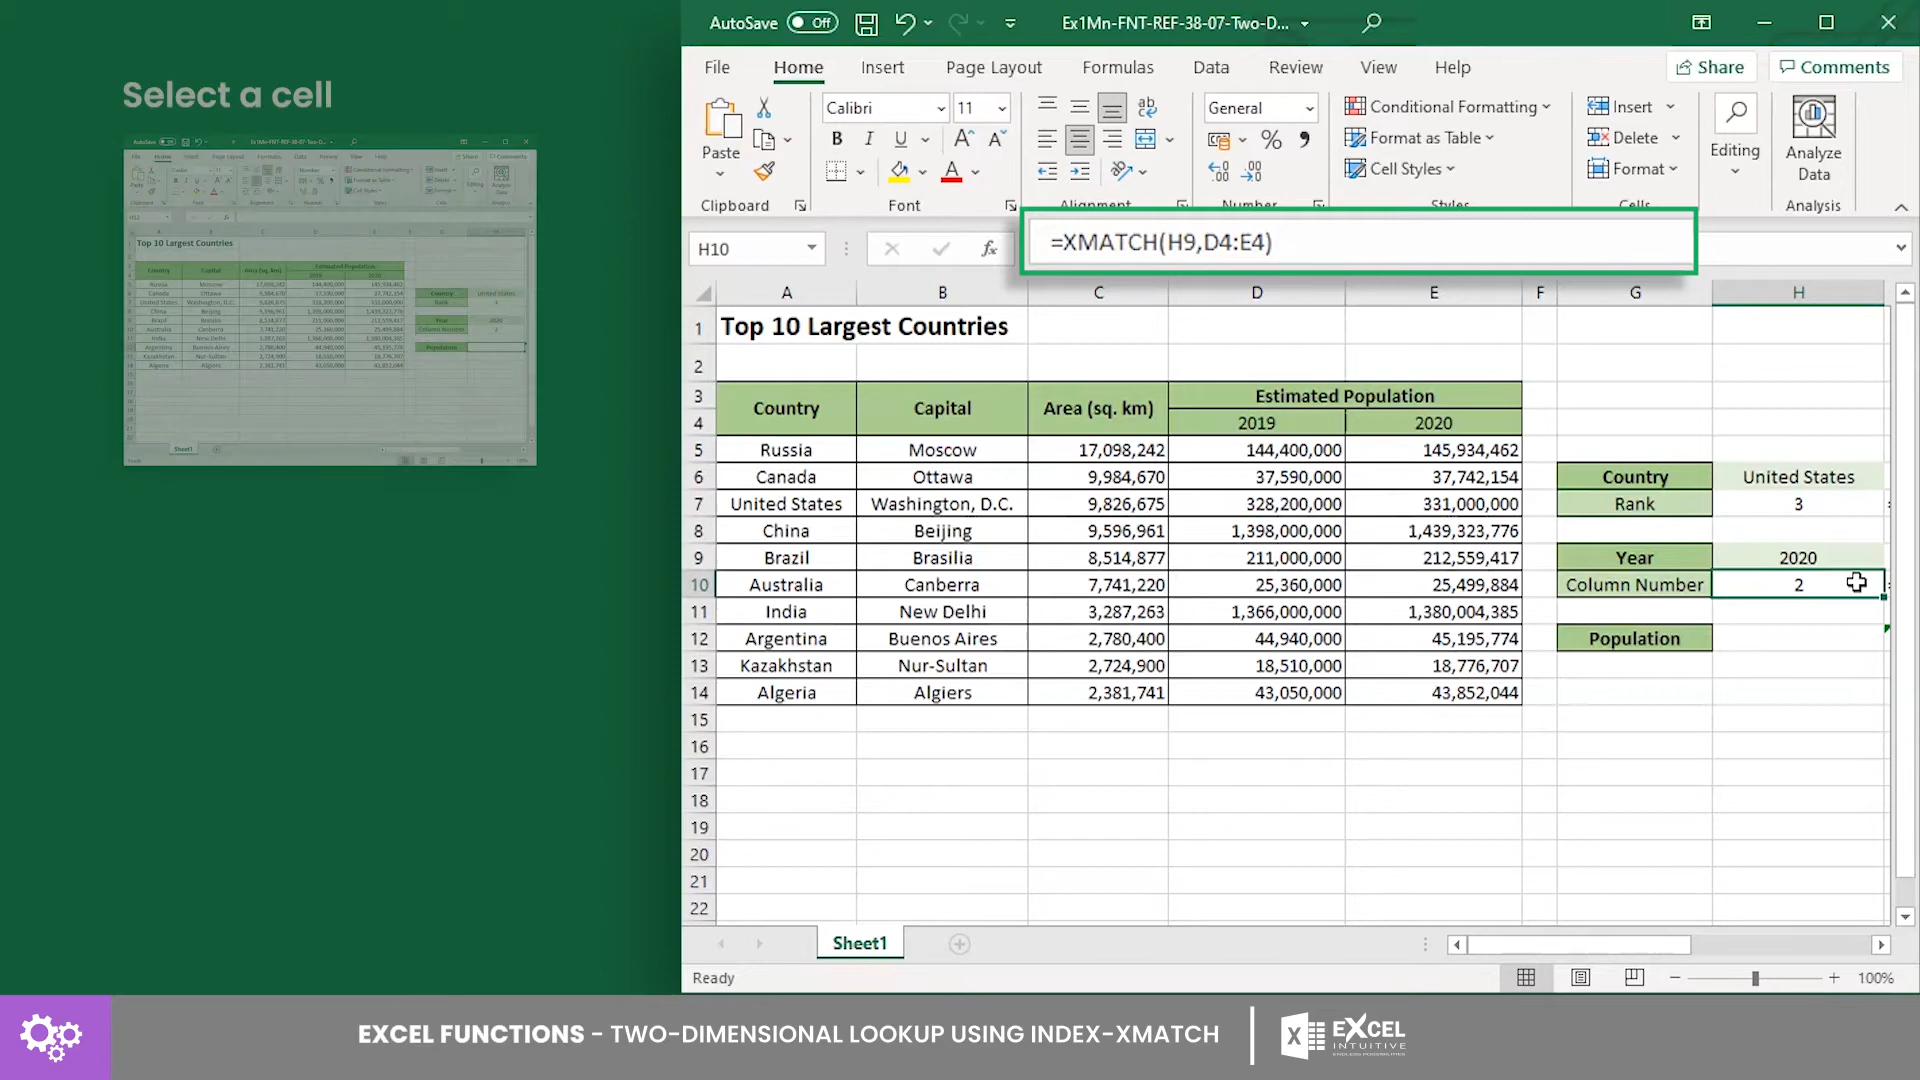 Select a cell
AutoSave Off Ex1Mn-FNT-REF-38-07-Two-D...
File Home Insert Page Layout Formulas Data Review View Help Share Comments
Paste Calibri 11 B I U A A A ab General % , Conditional Formatting Format as Table Cell Styles Insert Delete Format Editing Analyze Data
Clipboard Font Alignment Number Styles Cells Analysis
H10 fx =XMATCH(H9,D4:E4)
A B C D E F G H
1 Top 10 Largest Countries
2
3 Country Capital Area (sq. km) Estimated Population
4 2019 2020
5 Russia Moscow 17,098,242 144,400,000 145,934,462
6 Canada Ottawa 9,984,670 37,590,000 37,742,154 Country United States
7 United States Washington, D.C. 9,826,675 328,200,000 331,000,000 Rank 3
8 China Beijing 9,596,961 1,398,000,000 1,439,323,776
9 Brazil Brasilia 8,514,877 211,000,000 212,559,417 Year 2020
10 Australia Canberra 7,741,220 25,360,000 25,499,884 Column Number 2
11 India New Delhi 3,287,263 1,366,000,000 1,380,004,385
12 Argentina Buenos Aires 2,780,400 44,940,000 45,195,774 Population
13 Kazakhstan Nur-Sultan 2,724,900 18,510,000 18,776,707
14 Algeria Algiers 2,381,741 43,050,000 43,852,044
15
16
17
18
19
20
21
22
Sheet1
Ready 100%
EXCEL FUNCTIONS - TWO-DIMENSIONAL LOOKUP USING INDEX-XMATCH
X EXCEL
INTUITIVE
ENDLESS POSSIBILITIES